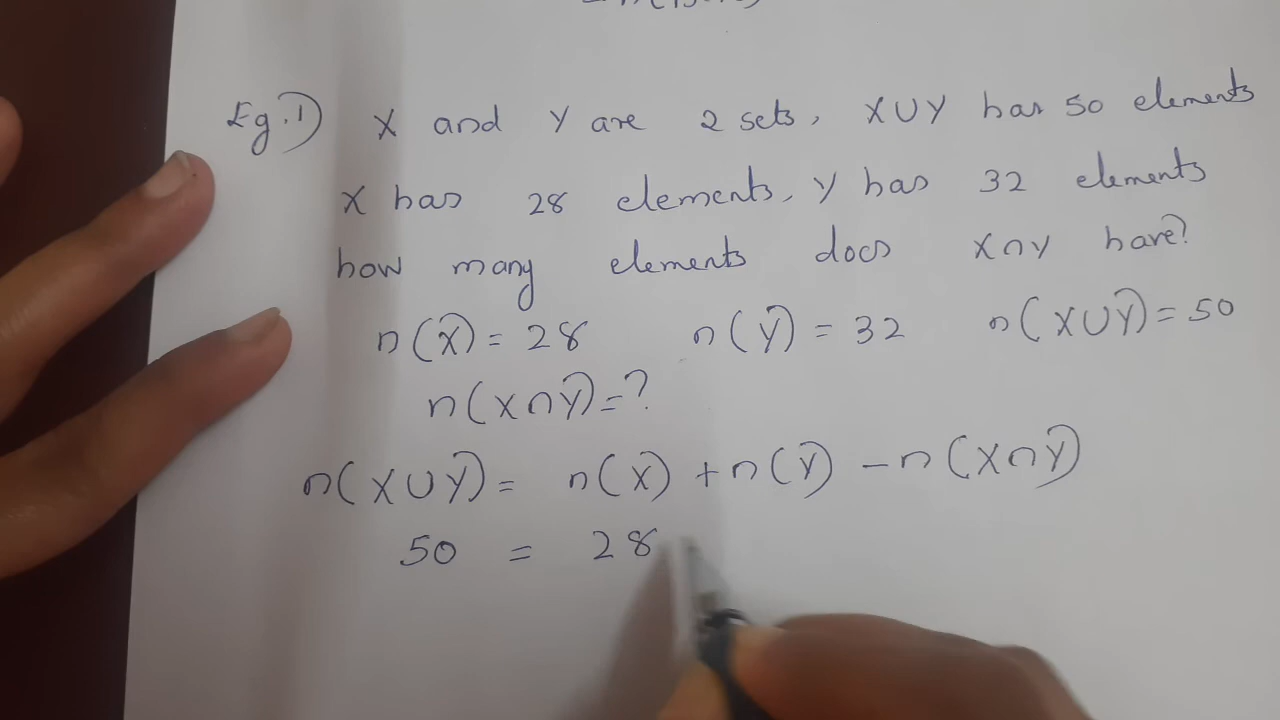 Eg.1) X and Y are 2 sets, X∪Y has 50 elements
X has 28 elements, Y has 32 elements
how many elements does X∩Y have?
n(X) = 28 n(Y) = 32 n(X∪Y) = 50
n(X∩Y) = ?
n(X∪Y) = n(X) + n(Y) - n(X∩Y)
50 = 28